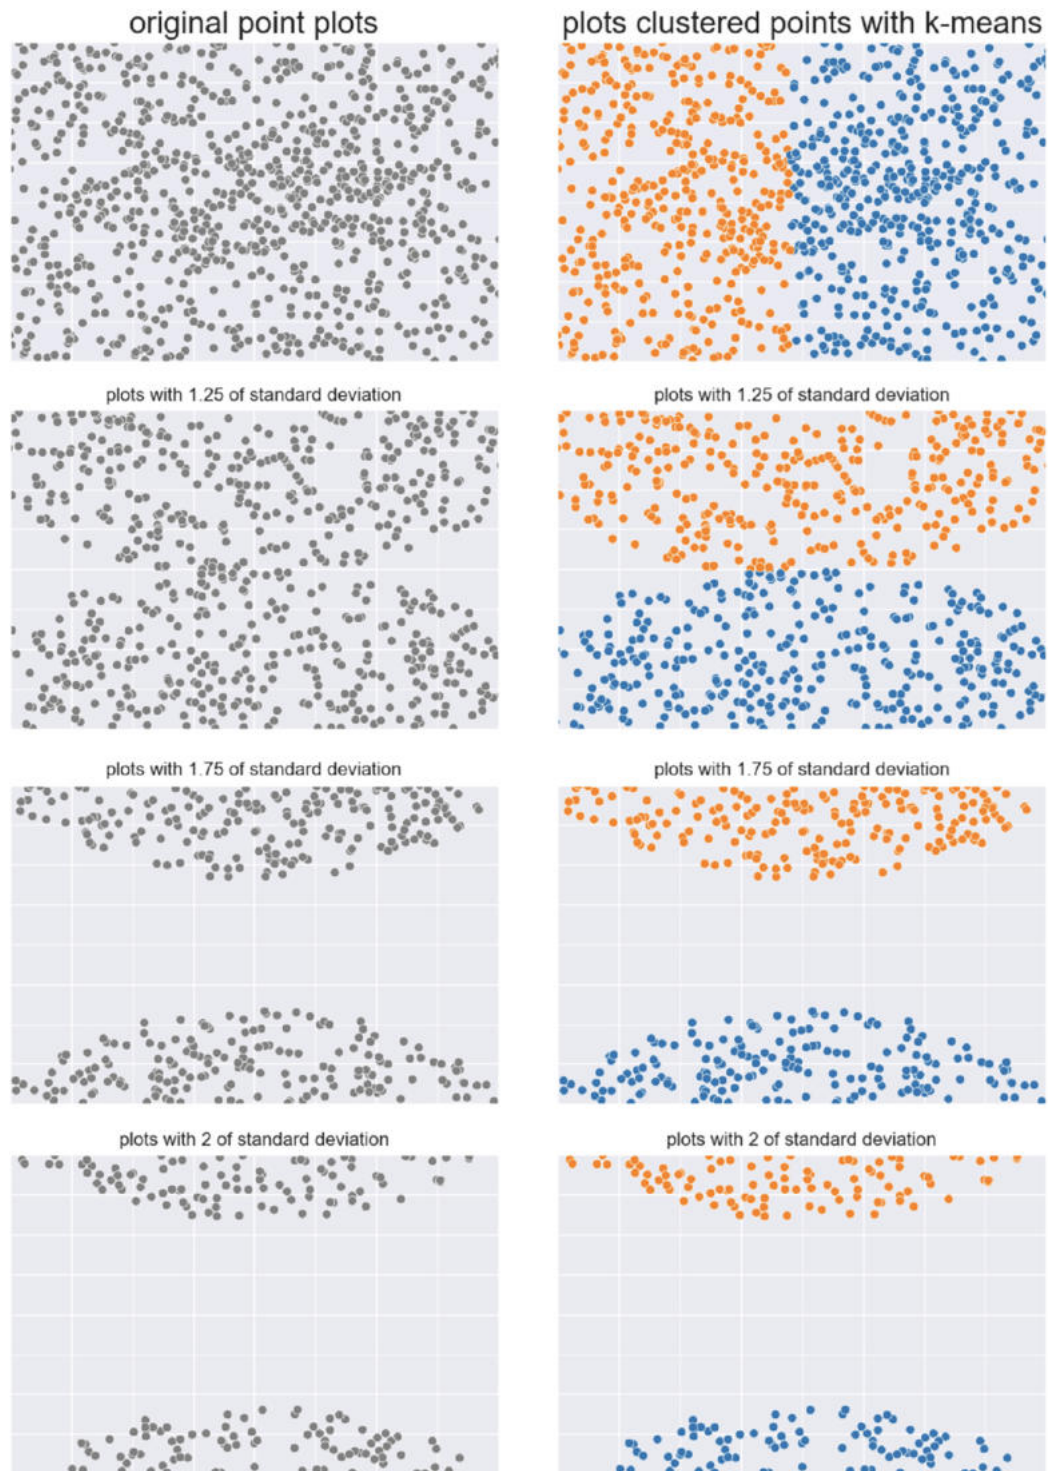 original point plots
plots clustered points with k-means
plots with 1.25 of standard deviation
plots with 1.25 of standard deviation
plots with 1.75 of standard deviation
plots with 1.75 of standard deviation
plots with 2 of standard deviation
plots with 2 of standard deviation